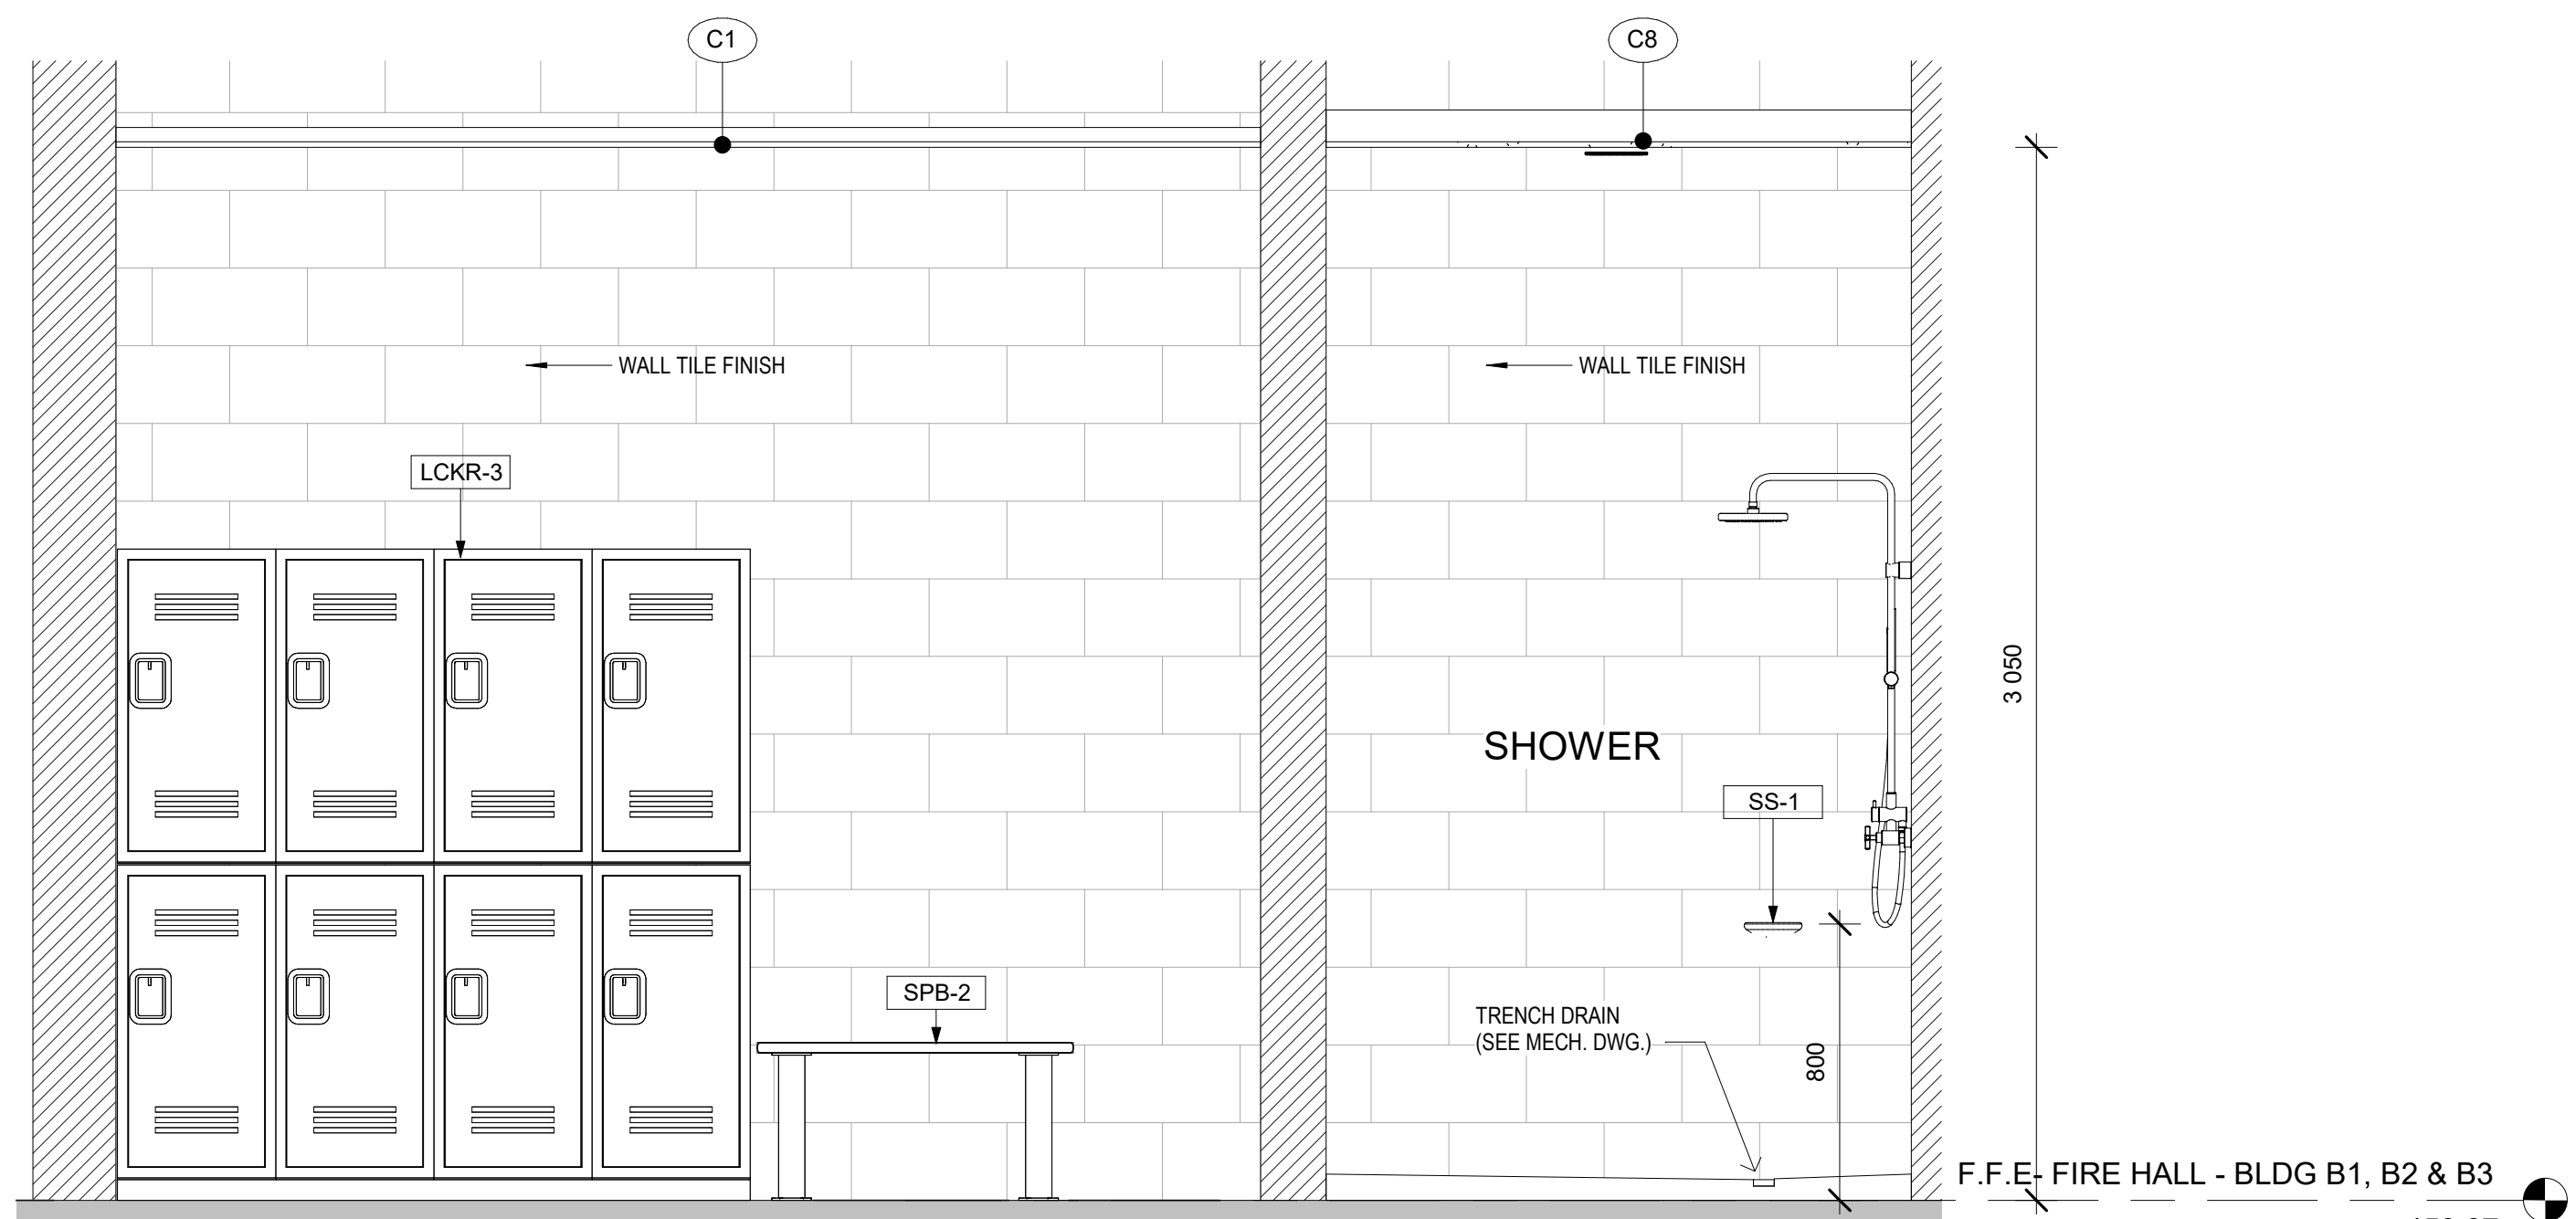 C1
C8
WALL TILE FINISH
WALL TILE FINISH
LCKR-3
3 050
SHOWER
SS-1
SPB-2
TRENCH DRAIN
(SEE MECH. DWG.)
800
F.F.E- FIRE HALL - BLDG B1, B2 & B3